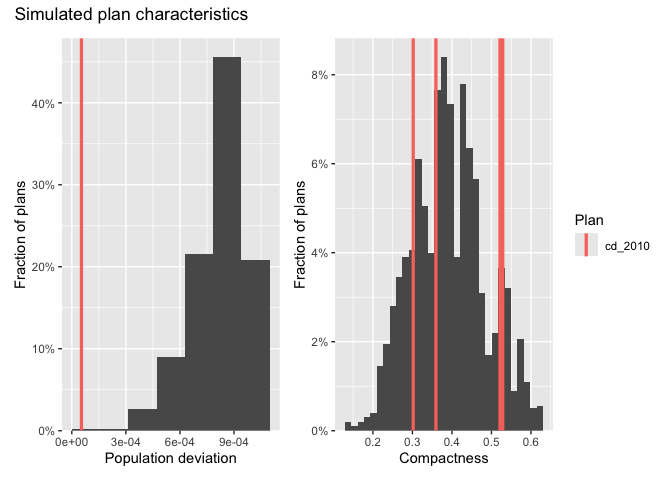 Simulated plan characteristics
Fraction of plans
40%
30%
20%
10%
0%
0e+00 3e-04 6e-04 9e-04
Population deviation
Fraction of plans
8%
6%
4%
2%
0%
0.2 0.3 0.4 0.5 0.6
Compactness
Plan
cd_2010